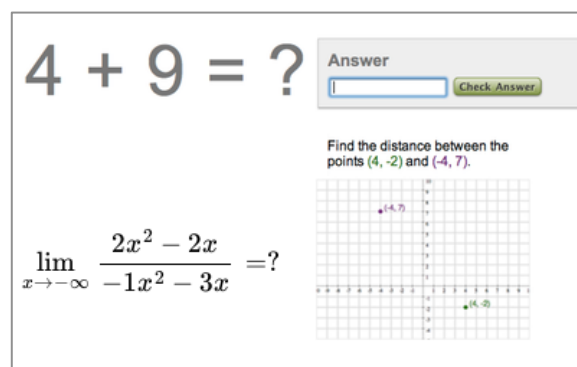 4 + 9 = ?
Answer
Check Answer
Find the distance between the
points (4, -2) and (-4, 7).
(-4, 7)
(4, -2)
lim x→−∞ (2x² − 2x)/(−1x² − 3x) =?